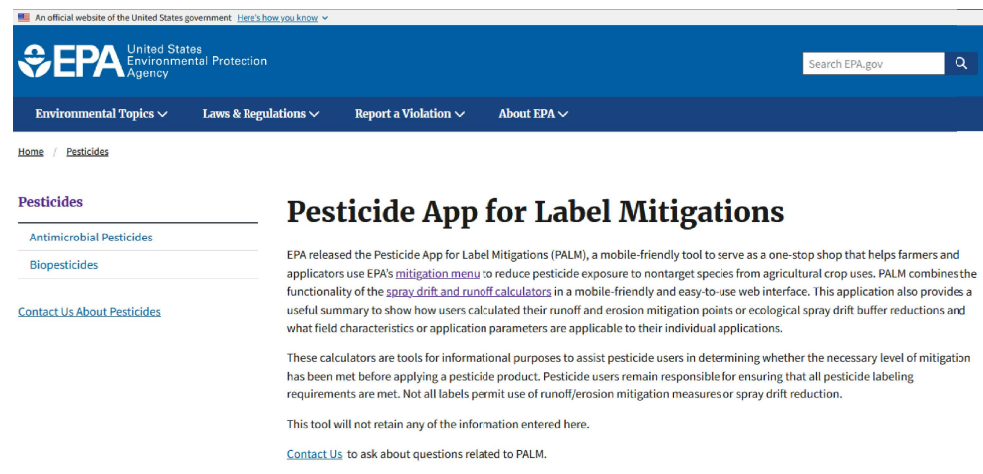 An official website of the United States government Here's how you know
EPA United States
Environmental Protection
Agency
Search EPA.gov
Environmental Topics Laws & Regulations Report a Violation About EPA
Home / Pesticides
Pesticides
Antimicrobial Pesticides
Biopesticides
Contact Us About Pesticides
Pesticide App for Label Mitigations
EPA released the Pesticide App for Label Mitigations (PALM), a mobile-friendly tool to serve as a one-stop shop that helps farmers and
applicators use EPA's mitigation menu to reduce pesticide exposure to nontarget species from agricultural crop uses. PALM combines the
functionality of the spray drift and runoff calculators in a mobile-friendly and easy-to-use web interface. This application also provides a
useful summary to show how users calculated their runoff and erosion mitigation points or ecological spray drift buffer reductions and
what field characteristics or application parameters are applicable to their individual applications.
These calculators are tools for informational purposes to assist pesticide users in determining whether the necessary level of mitigation
has been met before applying a pesticide product. Pesticide users remain responsible for ensuring that all pesticide labeling
requirements are met. Not all labels permit use of runoff/erosion mitigation measures or spray drift reduction.
This tool will not retain any of the information entered here.
Contact Us to ask about questions related to PALM.